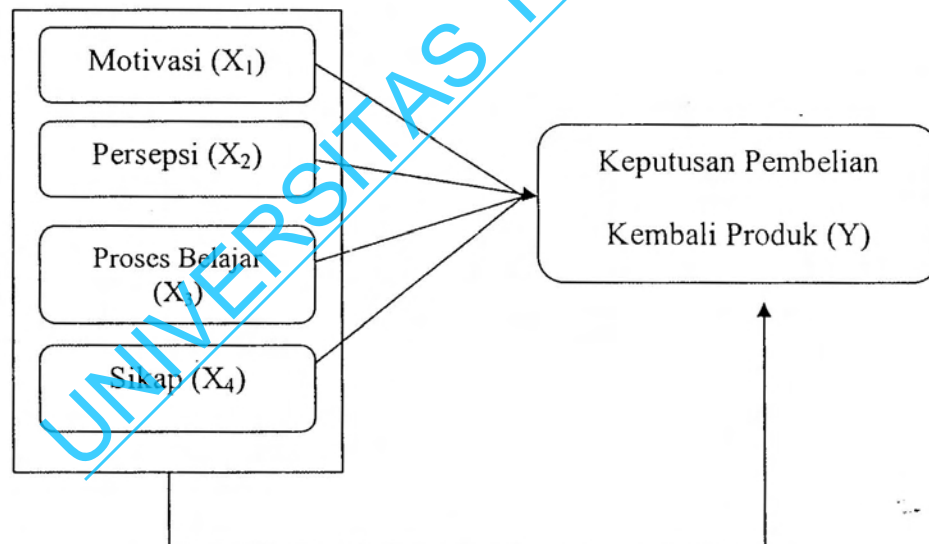 Motivasi (X₁)
Persepsi (X₂)
Proses Belajar
(X₃)
Sikap (X₄)
Keputusan Pembelian
Kembali Produk (Y)
UNIVERSITAS